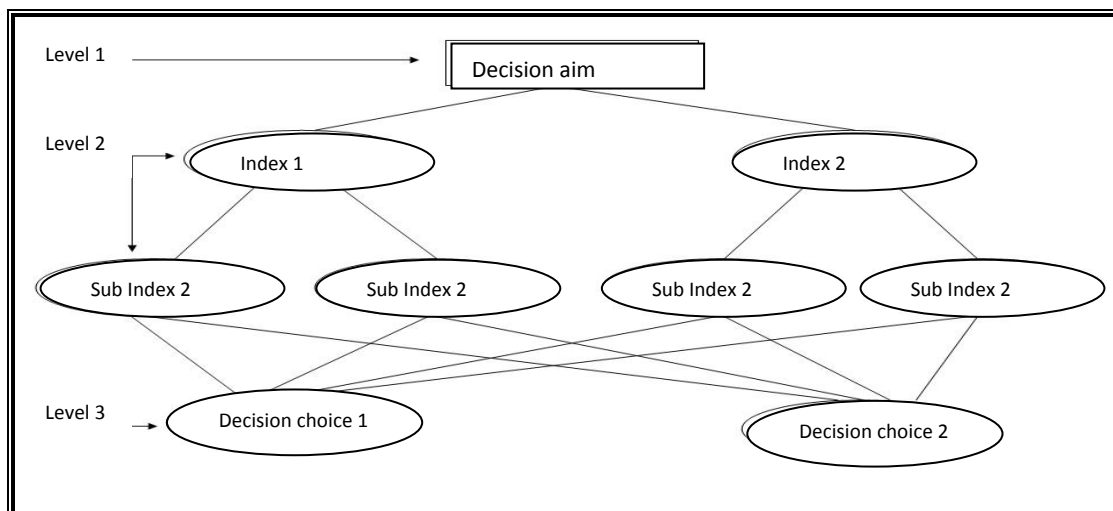 Level 1
Decision aim
Level 2
Index 1
Index 2
Sub Index 2
Sub Index 2
Sub Index 2
Sub Index 2
Level 3
Decision choice 1
Decision choice 2